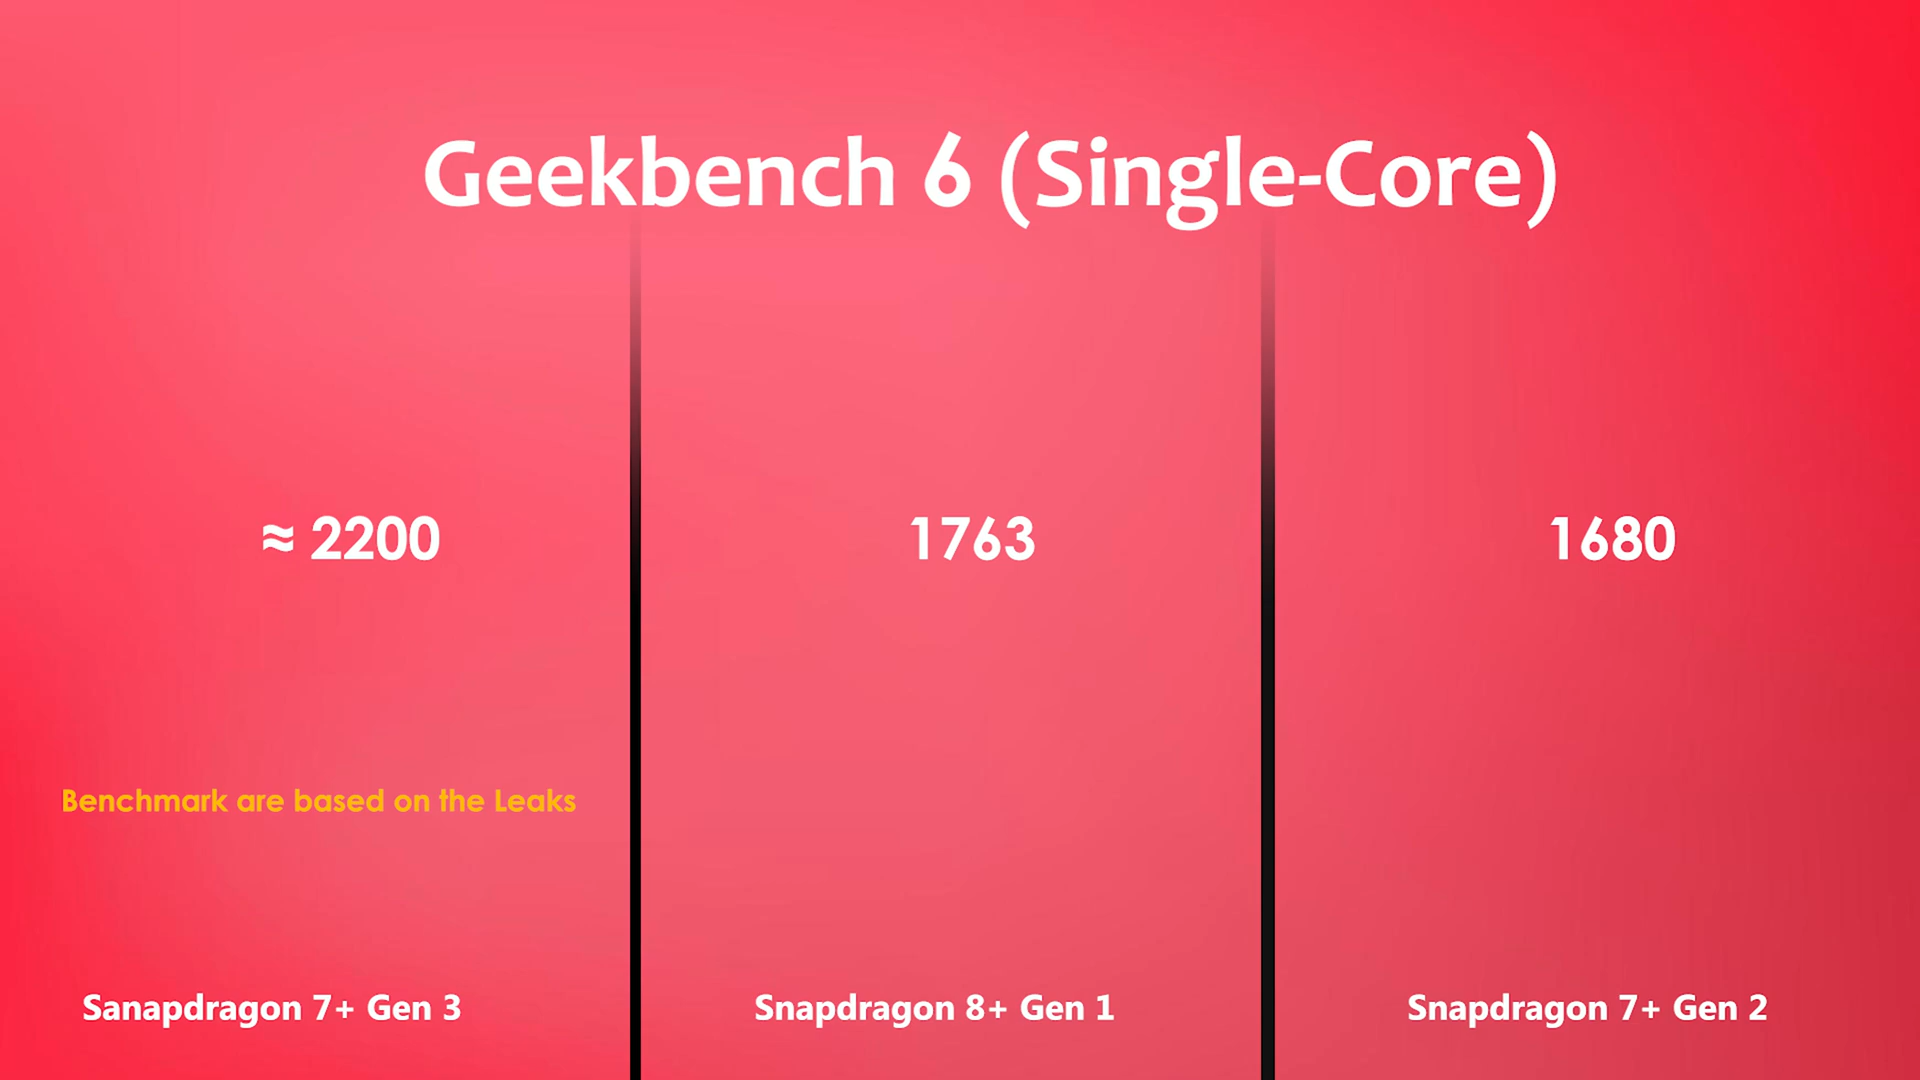 Geekbench 6 (Single-Core)
≈ 2200
1763
1680
Benchmark are based on the Leaks
Sanapdragon 7+ Gen 3
Snapdragon 8+ Gen 1
Snapdragon 7+ Gen 2